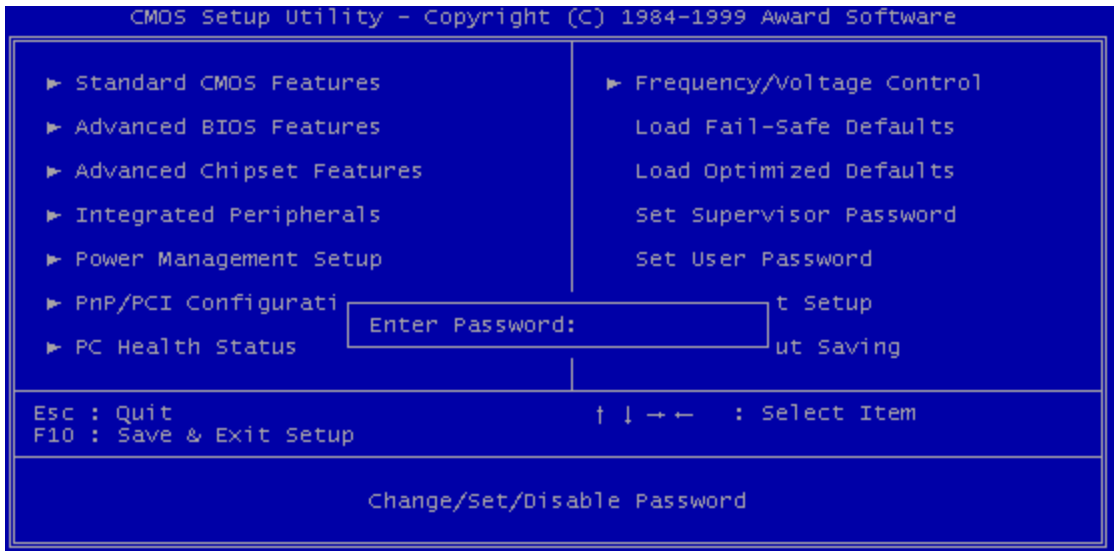 CMOS Setup Utility - Copyright (C) 1984-1999 Award Software
► Standard CMOS Features
► Advanced BIOS Features
► Advanced Chipset Features
► Integrated Peripherals
► Power Management Setup
► PnP/PCI Configurati
► PC Health Status
► Frequency/Voltage Control
Load Fail-Safe Defaults
Load Optimized Defaults
Set Supervisor Password
Set User Password
t Setup
ut Saving
Enter Password:
Esc : Quit
F10 : Save & Exit Setup
↑ ↓ → ← : Select Item
Change/Set/Disable Password